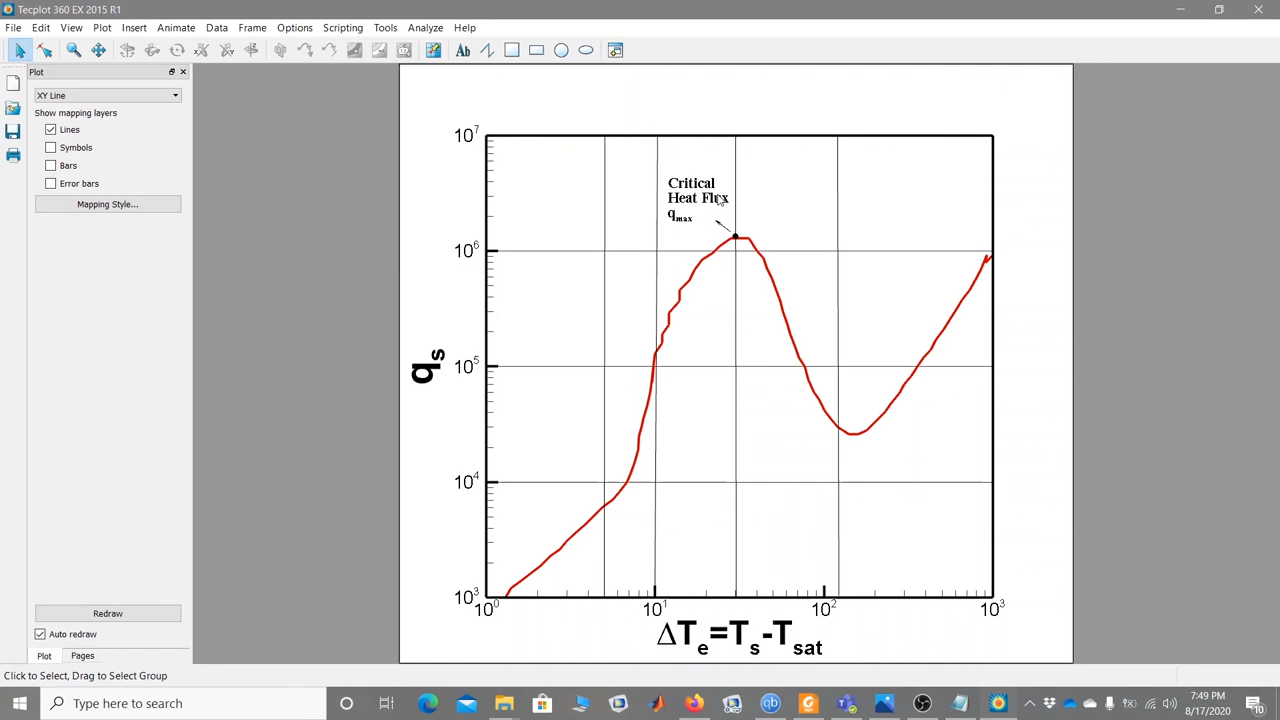 Tecplot 360 EX 2015 R1
File Edit View Plot Insert Animate Data Frame Options Scripting Tools Analyze Help
Plot
XY Line
Show mapping layers
Lines
Symbols
Bars
Error bars
Mapping Style...
10⁷
Critical
Heat Flux
qmax
10⁶
10⁵
qs
10⁴
10³
10⁰ 10¹ 10² 10³
ΔTe=Ts-Tsat
Redraw
Auto redraw
Plot Pages
Click to Select, Drag to Select Group
Type here to search
7:49 PM
8/17/2020
10